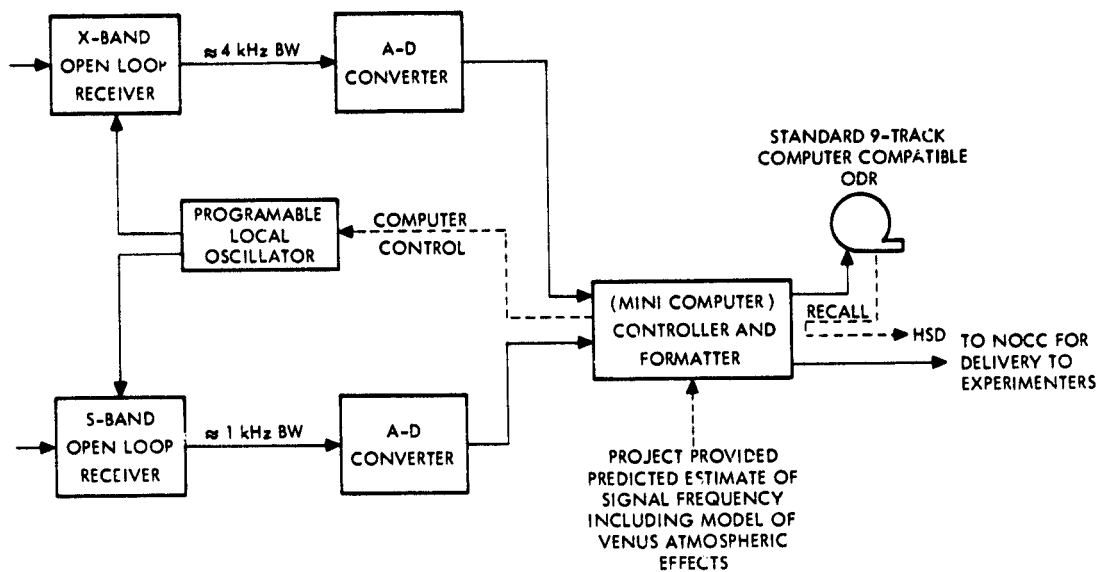 X-BAND
OPEN LOOP
RECEIVER
≈ 4 kHz BW
A-D
CONVERTER
STANDARD 9-TRACK
COMPUTER COMPATIBLE
ODR
PROGRAMABLE
LOCAL
OSCILLATOR
COMPUTER
CONTROL
(MINI COMPUTER)
CONTROLLER AND
FORMATTER
RECALL
HSD
TO NOCC FOR
DELIVERY TO
EXPERIMENTERS
S-BAND
OPEN LOOP
RECEIVER
≈ 1 kHz BW
A-D
CONVERTER
PROJECT PROVIDED
PREDICTED ESTIMATE OF
SIGNAL FREQUENCY
INCLUDING MODEL OF
VENUS ATMOSPHERIC
EFFECTS